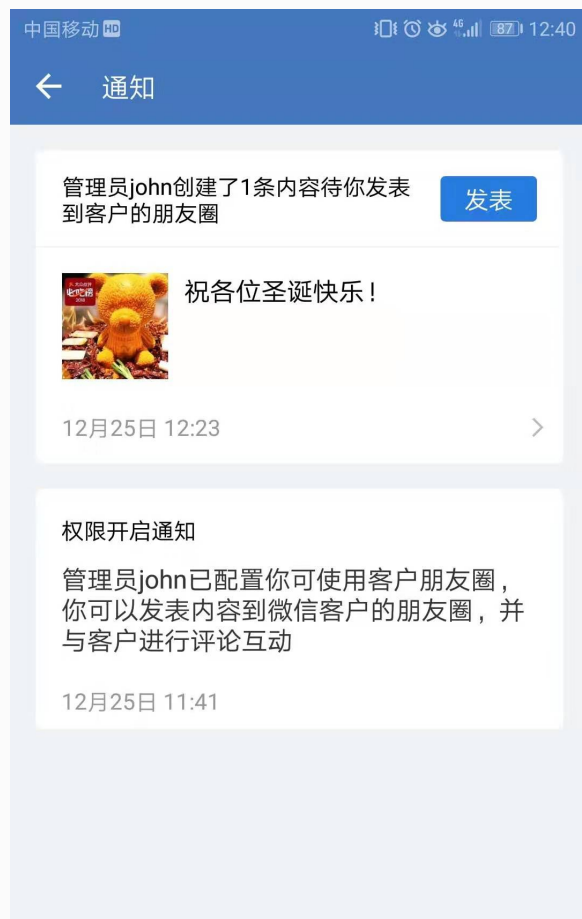 中国移动 HD 4G 87 12:40
通知
管理员john创建了1条内容待你发表
到客户的朋友圈
发表
必吃榜
祝各位圣诞快乐!
12月25日 12:23
权限开启通知
管理员john已配置你可使用客户朋友圈，
你可以发表内容到微信客户的朋友圈，并
与客户进行评论互动
12月25日 11:41